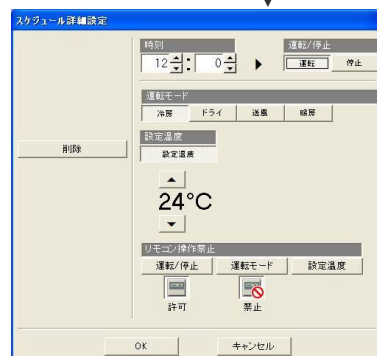 スケジュール詳細設定
時刻 運転/停止
12 : 0 運転 停止
運転モード
冷房 ドライ 送風 暖房
設定温度
削除
設定温度
24°C
リモコン操作禁止
運転/停止 運転モード 設定温度
許可 禁止
OK キャンセル